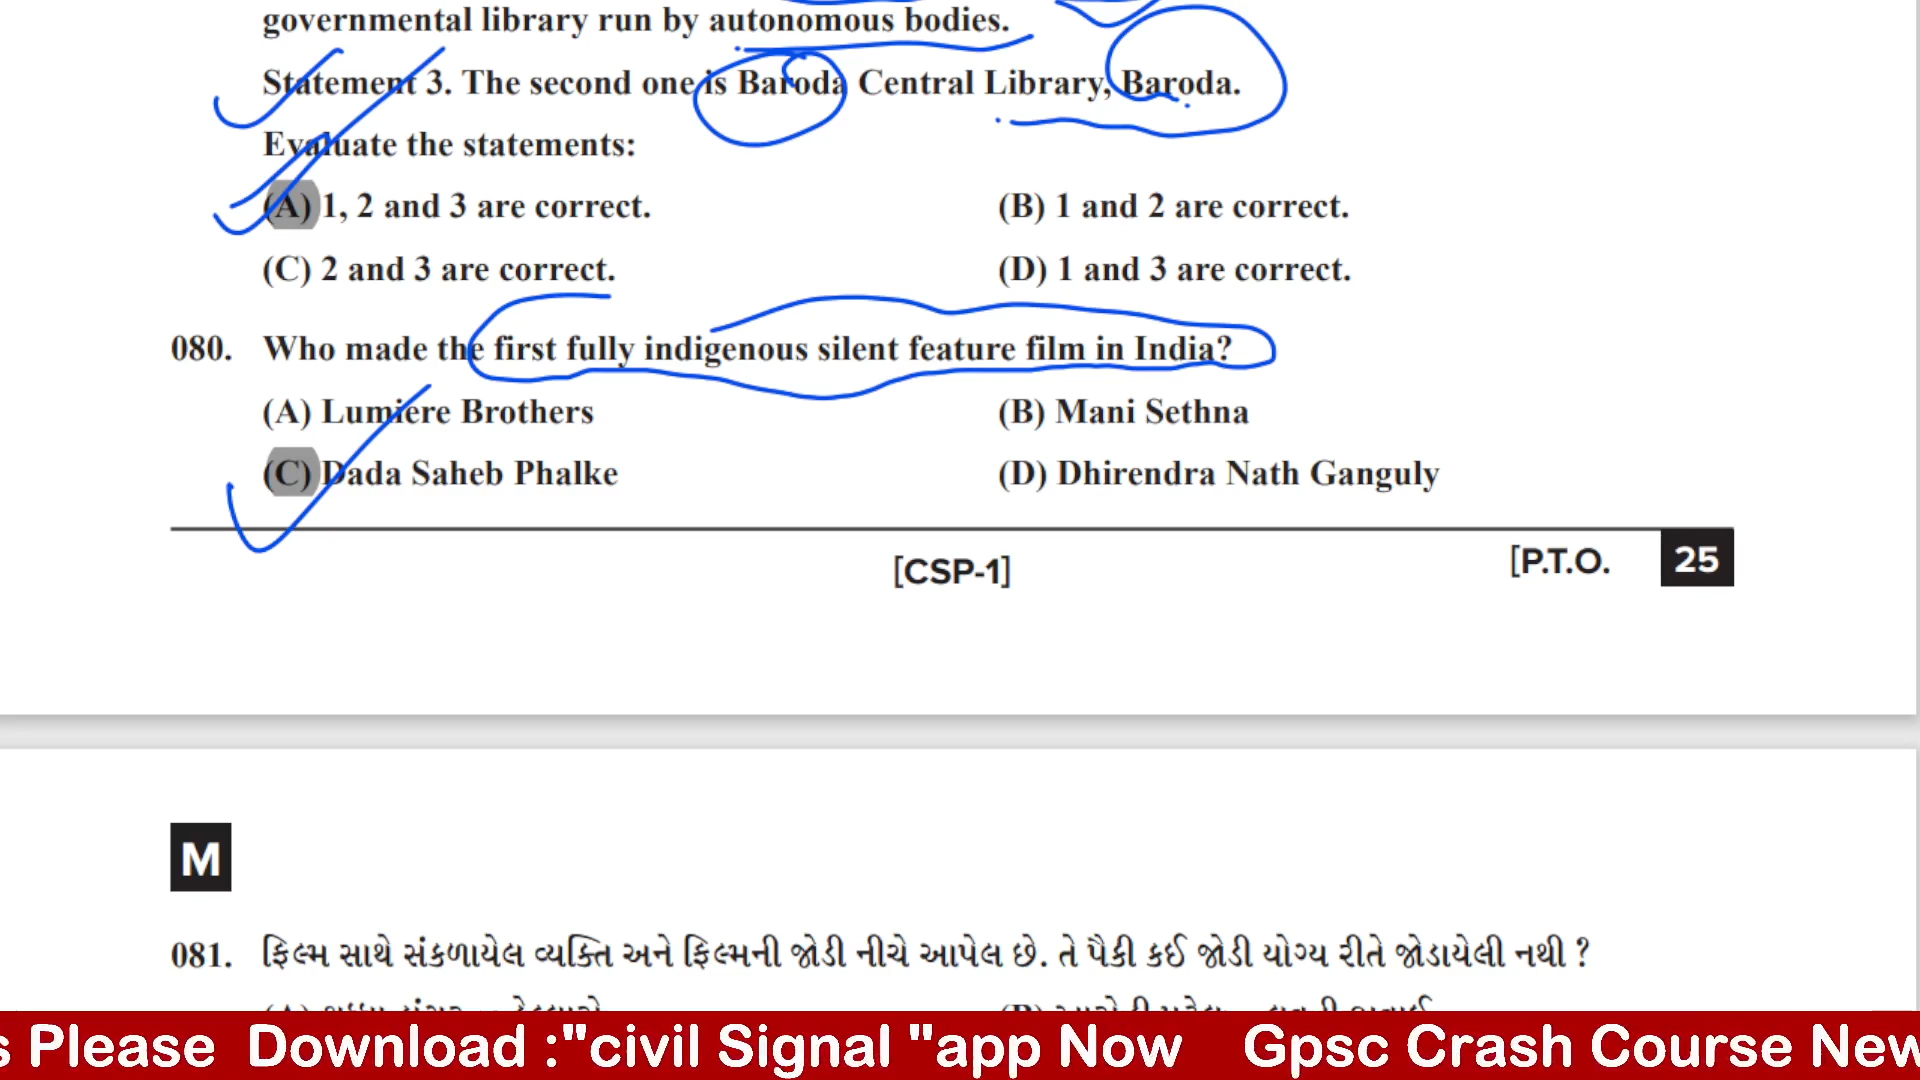 governmental library run by autonomous bodies.
Statement 3. The second one is Baroda Central Library, Baroda.
Evaluate the statements:
(A) 1, 2 and 3 are correct. (B) 1 and 2 are correct.
(C) 2 and 3 are correct. (D) 1 and 3 are correct.
080. Who made the first fully indigenous silent feature film in India?
(A) Lumiere Brothers (B) Mani Sethna
(C) Dada Saheb Phalke (D) Dhirendra Nath Ganguly
[CSP-1] [P.T.O. 25
M
081. ફિલ્મ સાથે સંકળાયેલ વ્યક્તિ અને ફિલ્મની જોડી નીચે આપેલ છે. તે પૈકી કઈ જોડી યોગ્ય રીતે જોડાયેલી નથી ?
s Please Download :"civil Signal "app Now Gpsc Crash Course New